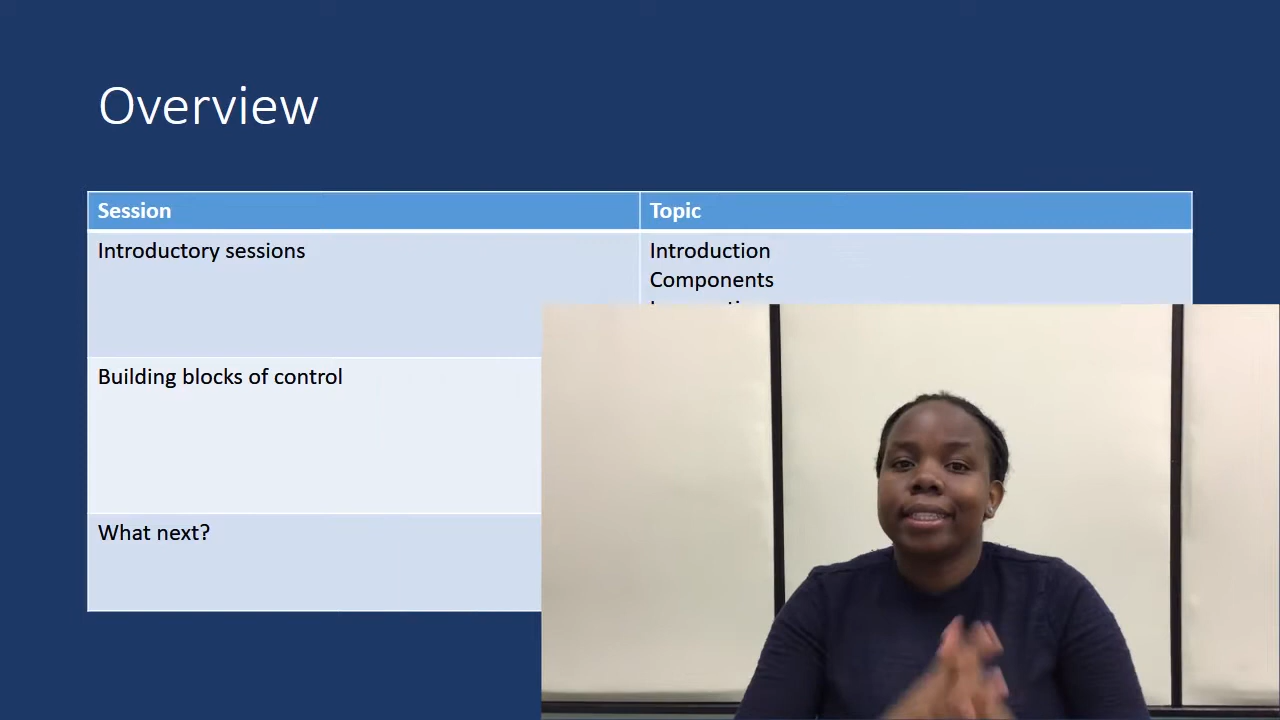 Overview
Session Topic
Introductory sessions Introduction
Components
Building blocks of control
What next?